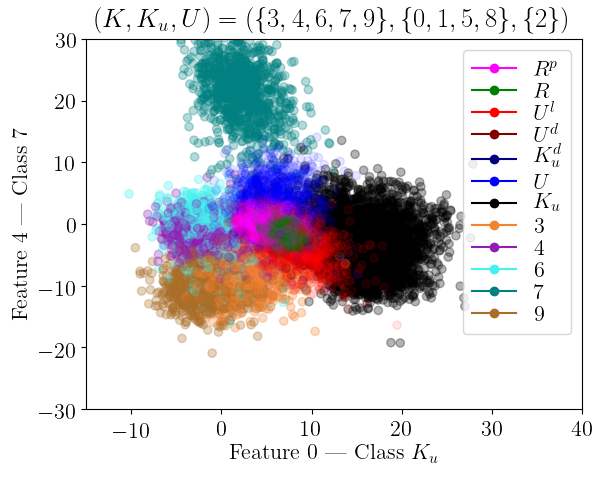 (K, K_u, U) = ({3, 4, 6, 7, 9}, {0, 1, 5, 8}, {2})
R^p
R
U^l
U^d
K_u^d
U
K_u
3
4
6
7
9
Feature 4 — Class 7
30
20
10
0
−10
−20
−30
−10 0 10 20 30 40
Feature 0 — Class K_u